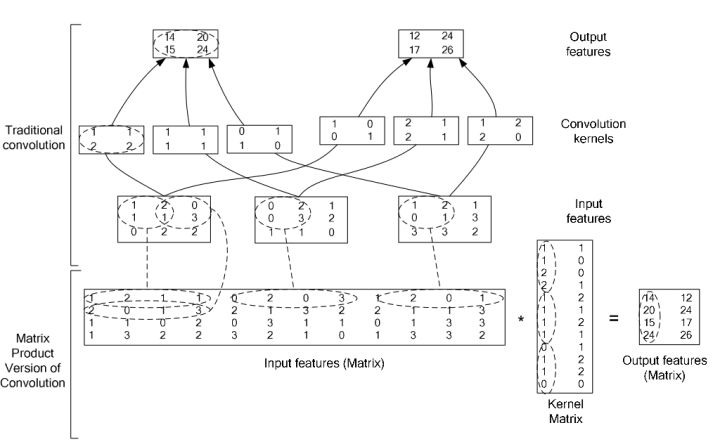 14 20 12 24 Output
15 24 17 26 features
Traditional
convolution
1 1 1 1 0 1 1 0 2 1 1 2 Convolution
2 2 1 1 1 0 0 1 2 1 2 0 kernels
1 2 0 0 2 1 1 2 1 Input
1 1 3 0 3 2 0 1 3 features
0 2 2 1 1 0 3 3 2
Matrix
Product
Version of
Convolution
1 2 1 1 0 2 0 3 1 2 0 1
2 0 1 3 2 1 3 2 2 1 1 3
1 1 0 2 0 3 1 1 0 1 3 3
1 3 2 2 3 2 1 0 1 3 3 2
Input features (Matrix)
*
1 1
1 0
2 0
2 1
1 2
1 1
1 2
1 1
0 1
1 2
1 2
0 0
Kernel
Matrix
=
14 12
20 24
15 17
24 26
Output features
(Matrix)